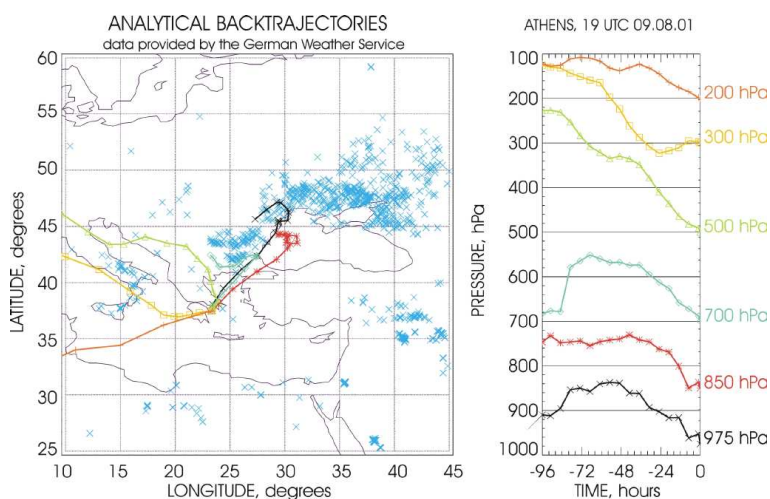 ANALYTICAL BACKTRAJECTORIES
data provided by the German Weather Service
ATHENS, 19 UTC 09.08.01
60
55
50
45
40
35
30
25
LATITUDE, degrees
10 15 20 25 30 35 40 45
LONGITUDE, degrees
100
200
300
400
500
600
700
800
900
1000
PRESSURE, hPa
200 hPa
300 hPa
500 hPa
700 hPa
850 hPa
975 hPa
-96 -72 -48 -24 0
TIME, hours